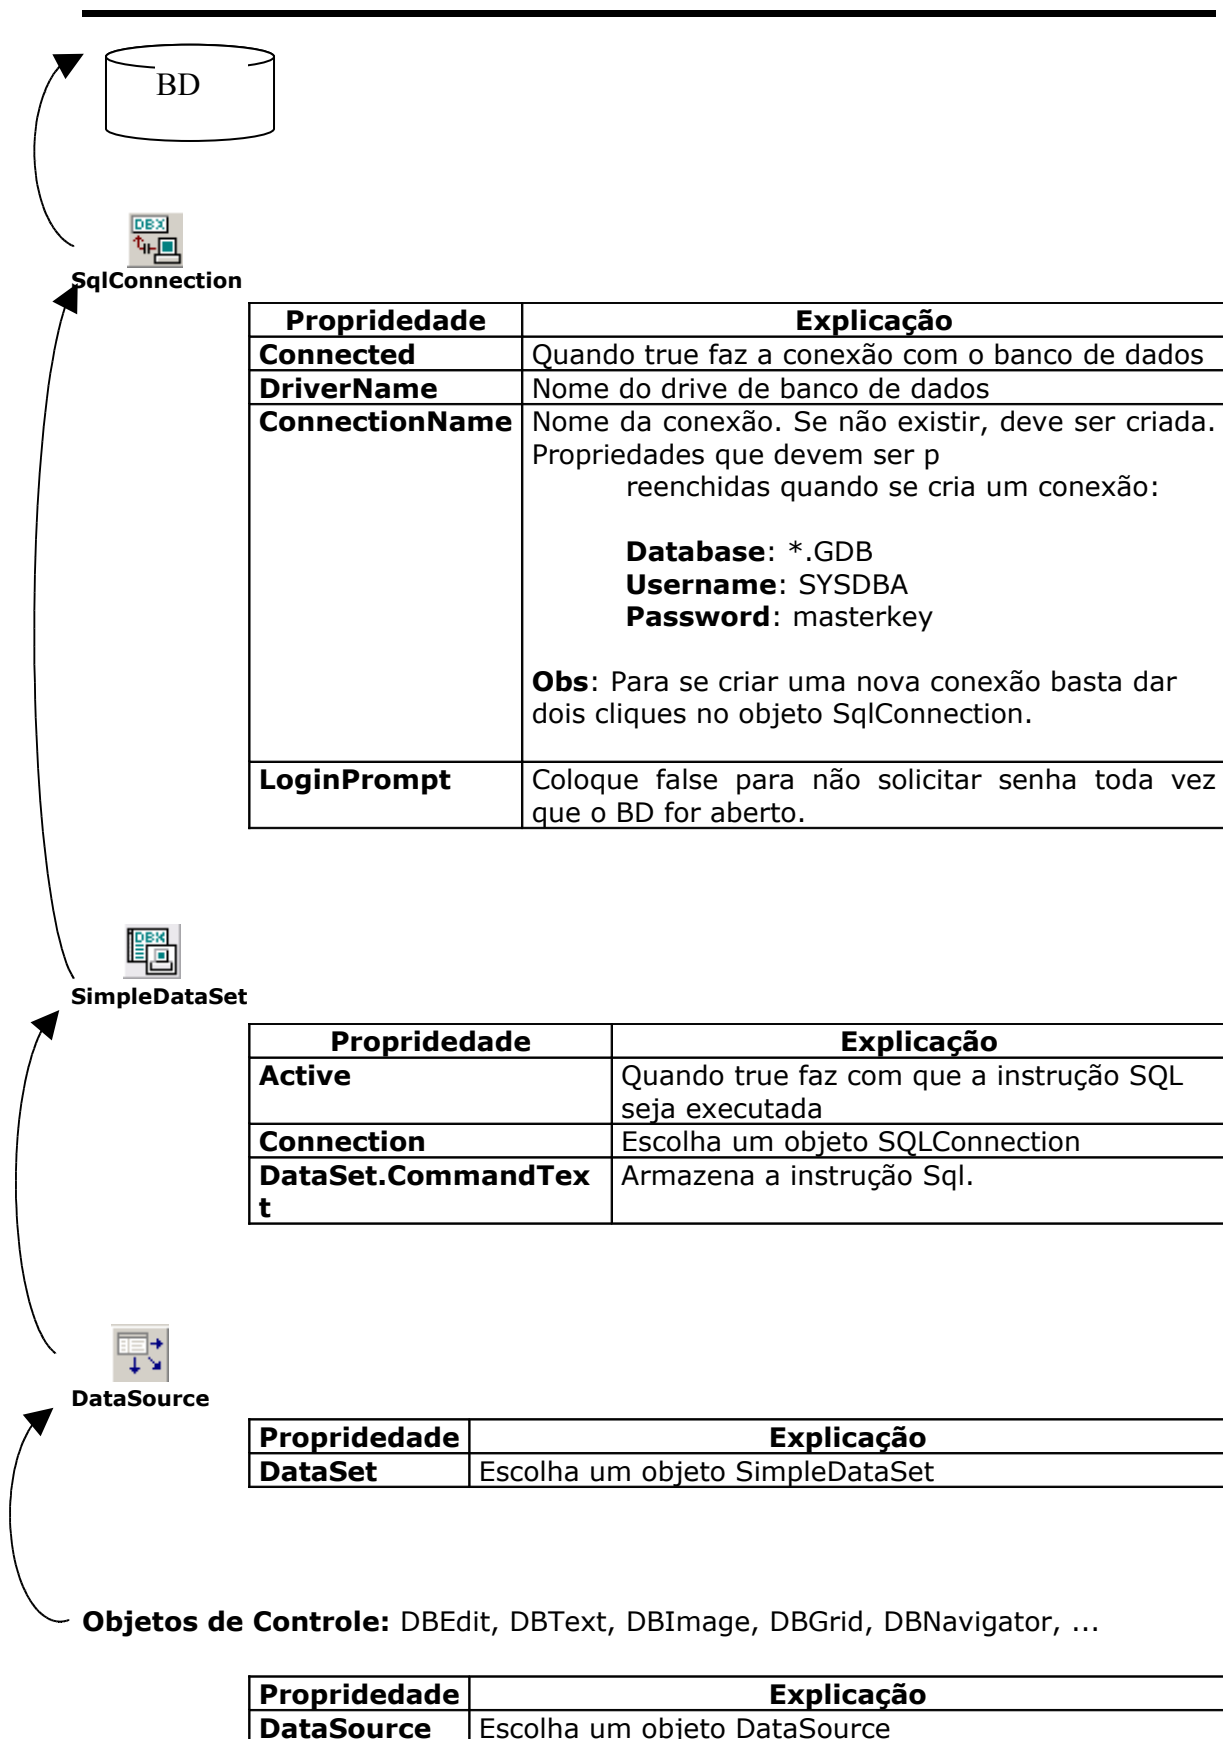 BD
DBX
SqlConnection
Propridedade Explicação
Connected Quando true faz a conexão com o banco de dados
DriverName Nome do drive de banco de dados
ConnectionName Nome da conexão. Se não existir, deve ser criada.
Propriedades que devem ser p
reenchidas quando se cria um conexão:
Database: *.GDB
Username: SYSDBA
Password: masterkey
Obs: Para se criar uma nova conexão basta dar
dois cliques no objeto SqlConnection.
LoginPrompt Coloque false para não solicitar senha toda vez
que o BD for aberto.
DBX
SimpleDataSet
Propridedade Explicação
Active Quando true faz com que a instrução SQL
seja executada
Connection Escolha um objeto SQLConnection
DataSet.CommandTex Armazena a instrução Sql.
t
DataSource
Propridedade Explicação
DataSet Escolha um objeto SimpleDataSet
Objetos de Controle: DBEdit, DBText, DBImage, DBGrid, DBNavigator, ...
Propridedade Explicação
DataSource Escolha um objeto DataSource